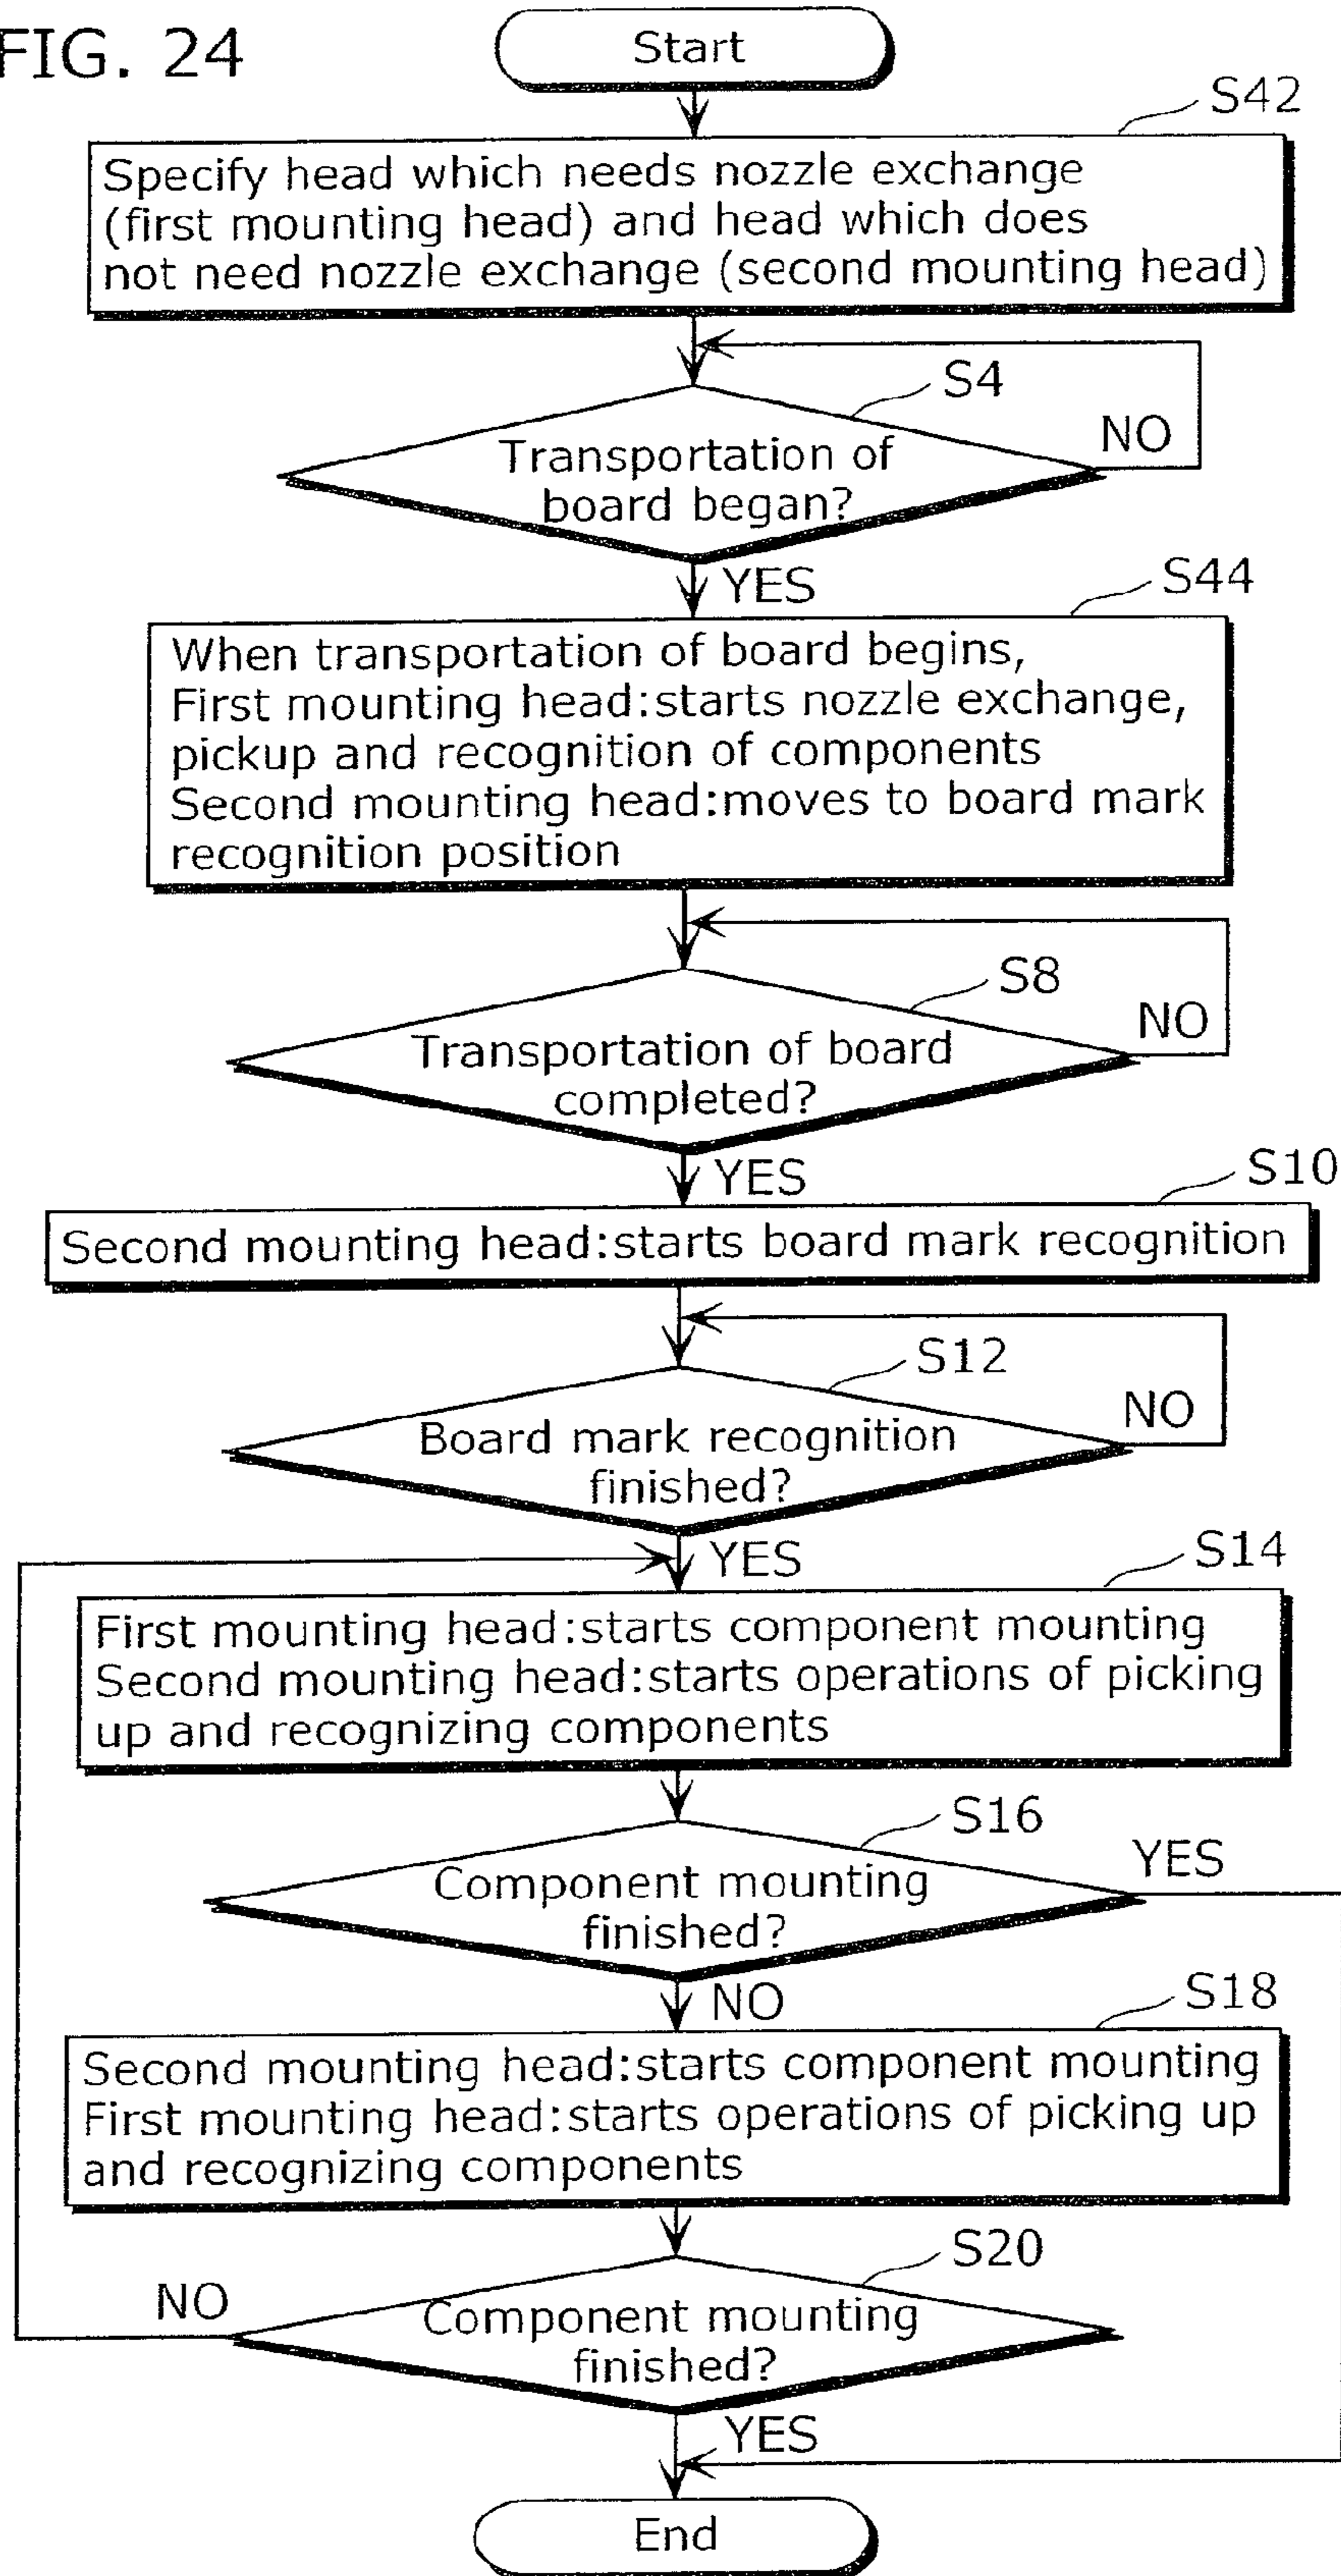 FIG. 24
Start
S42
Specify head which needs nozzle exchange
(first mounting head) and head which does
not need nozzle exchange (second mounting head)
S4
NO
Transportation of
board began?
YES
S44
When transportation of board begins,
First mounting head:starts nozzle exchange,
pickup and recognition of components
Second mounting head:moves to board mark
recognition position
S8
NO
Transportation of board
completed?
YES
S10
Second mounting head:starts board mark recognition
S12
NO
Board mark recognition
finished?
YES
S14
First mounting head:starts component mounting
Second mounting head:starts operations of picking
up and recognizing components
S16
YES
Component mounting
finished?
NO
S18
Second mounting head:starts component mounting
First mounting head:starts operations of picking up
and recognizing components
S20
NO
Component mounting
finished?
YES
End